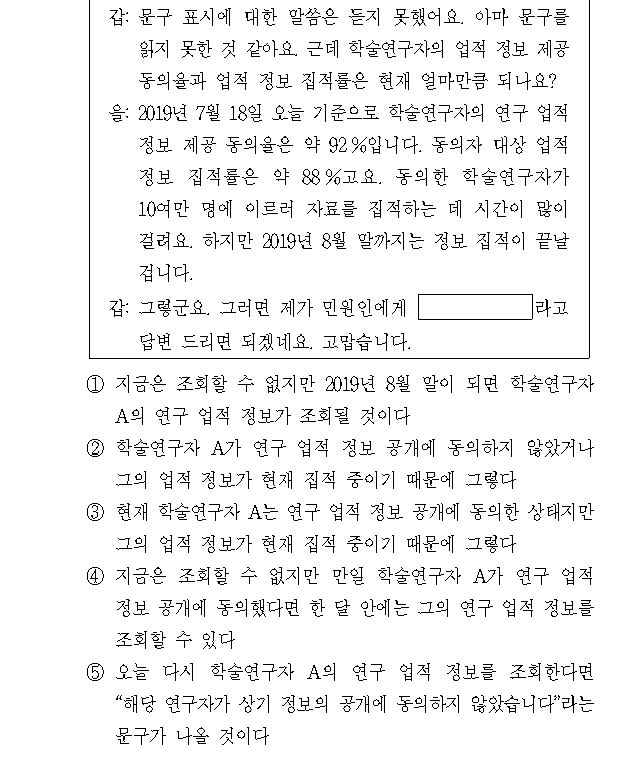 갑: 문구 표시에 대한 말씀은 듣지 못했어요. 아마 문구를
읽지 못한 것 같아요. 근데 학술연구자의 업적 정보 제공
동의율과 업적 정보 집적률은 현재 얼마만큼 되나요?
을: 2019년 7월 18일 오늘 기준으로 학술연구자의 연구 업적
정보 제공 동의율은 약 92%입니다. 동의자 대상 업적
정보 집적률은 약 88%고요. 동의한 학술연구자가
10여만 명에 이르러 자료를 집적하는 데 시간이 많이
걸려요. 하지만 2019년 8월 말까지는 정보 집적이 끝날
겁니다.
갑: 그렇군요. 그러면 제가 민원인에게 라고
답변 드리면 되겠네요. 고맙습니다.
① 지금은 조회할 수 없지만 2019년 8월 말이 되면 학술연구자
A의 연구 업적 정보가 조회될 것이다
② 학술연구자 A가 연구 업적 정보 공개에 동의하지 않았거나
그의 업적 정보가 현재 집적 중이기 때문에 그렇다
③ 현재 학술연구자 A는 연구 업적 정보 공개에 동의한 상태지만
그의 업적 정보가 현재 집적 중이기 때문에 그렇다
④ 지금은 조회할 수 없지만 만일 학술연구자 A가 연구 업적
정보 공개에 동의했다면 한 달 안에는 그의 연구 업적 정보를
조회할 수 있다
⑤ 오늘 다시 학술연구자 A의 연구 업적 정보를 조회한다면
“해당 연구자가 상기 정보의 공개에 동의하지 않았습니다”라는
문구가 나올 것이다